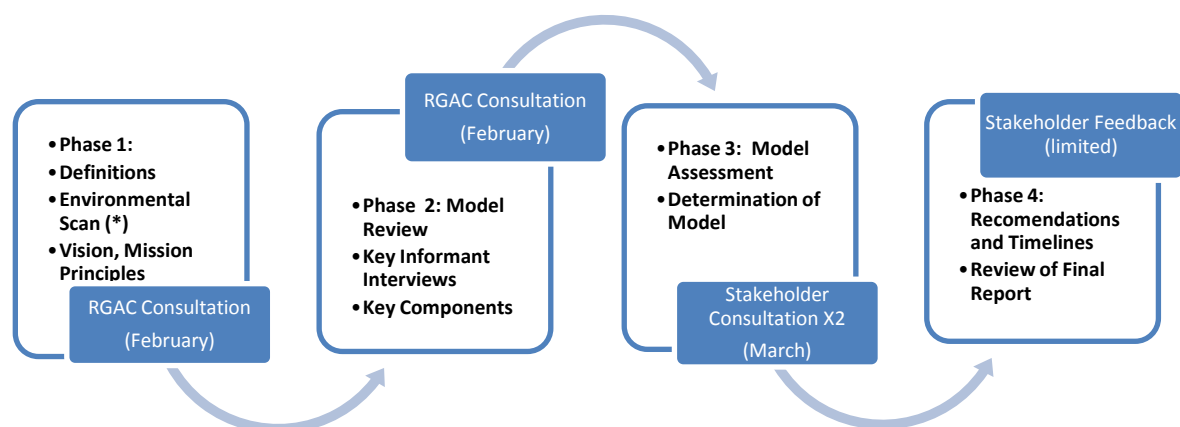 •Phase 1:
•Definitions
•Environmental
Scan (*)
•Vision, Mission
Principles
RGAC Consultation
(February)
RGAC Consultation
(February)
•Phase 2: Model
Review
•Key Informant
Interviews
•Key Components
•Phase 3: Model
Assessment
•Determination of
Model
Stakeholder
Consultation X2
(March)
Stakeholder Feedback
(limited)
•Phase 4:
Recomendations
and Timelines
•Review of Final
Report